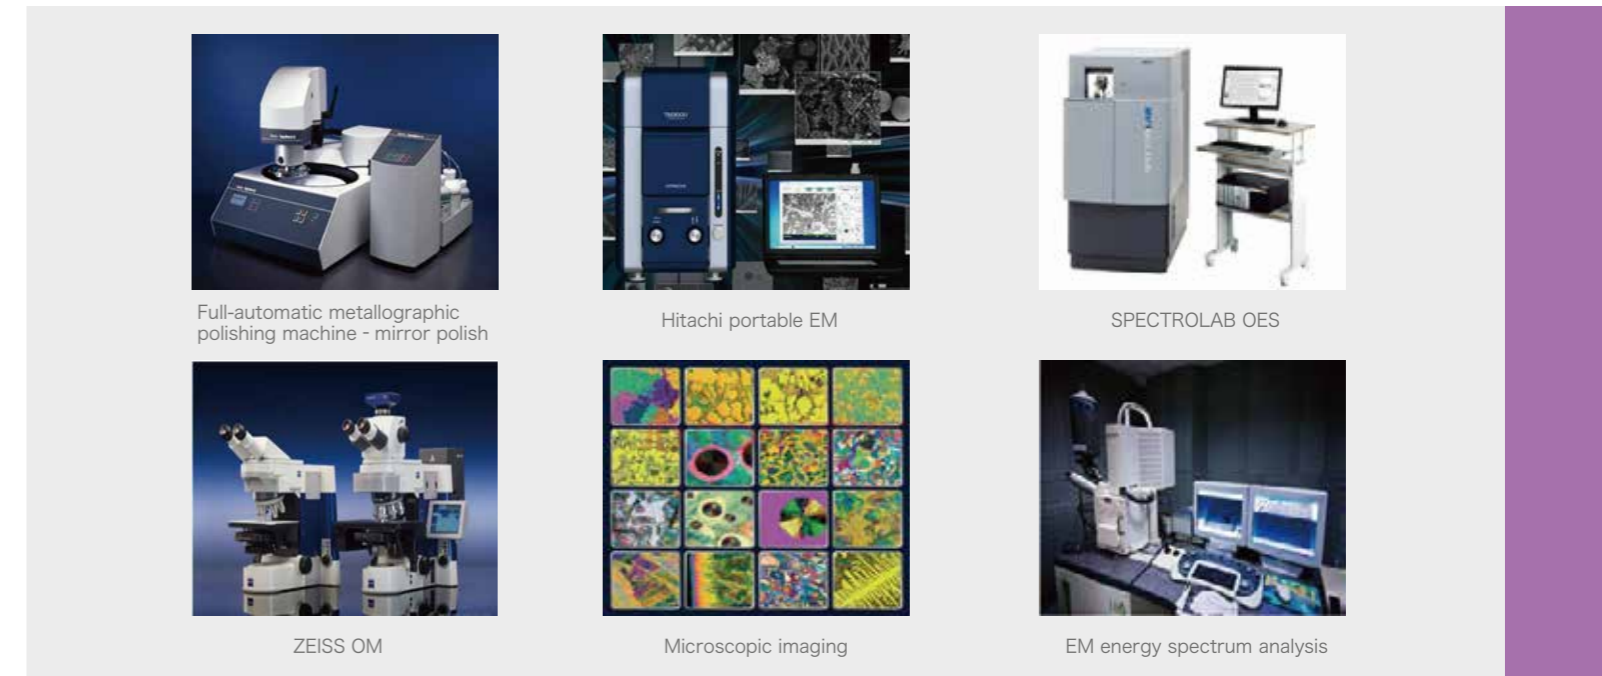 Full-automatic metallographic
polishing machine - mirror polish
Hitachi portable EM
SPECTROLAB OES
ZEISS OM
Microscopic imaging
EM energy spectrum analysis